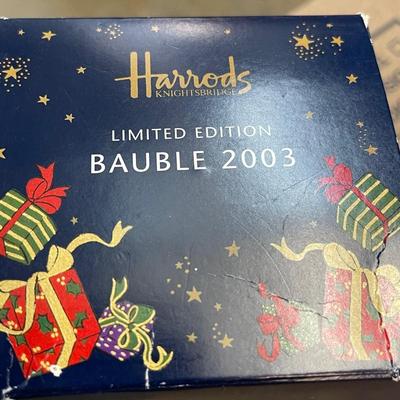 Harrods
KNIGHTSBRIDGE
LIMITED EDITION
BAUBLE 2003